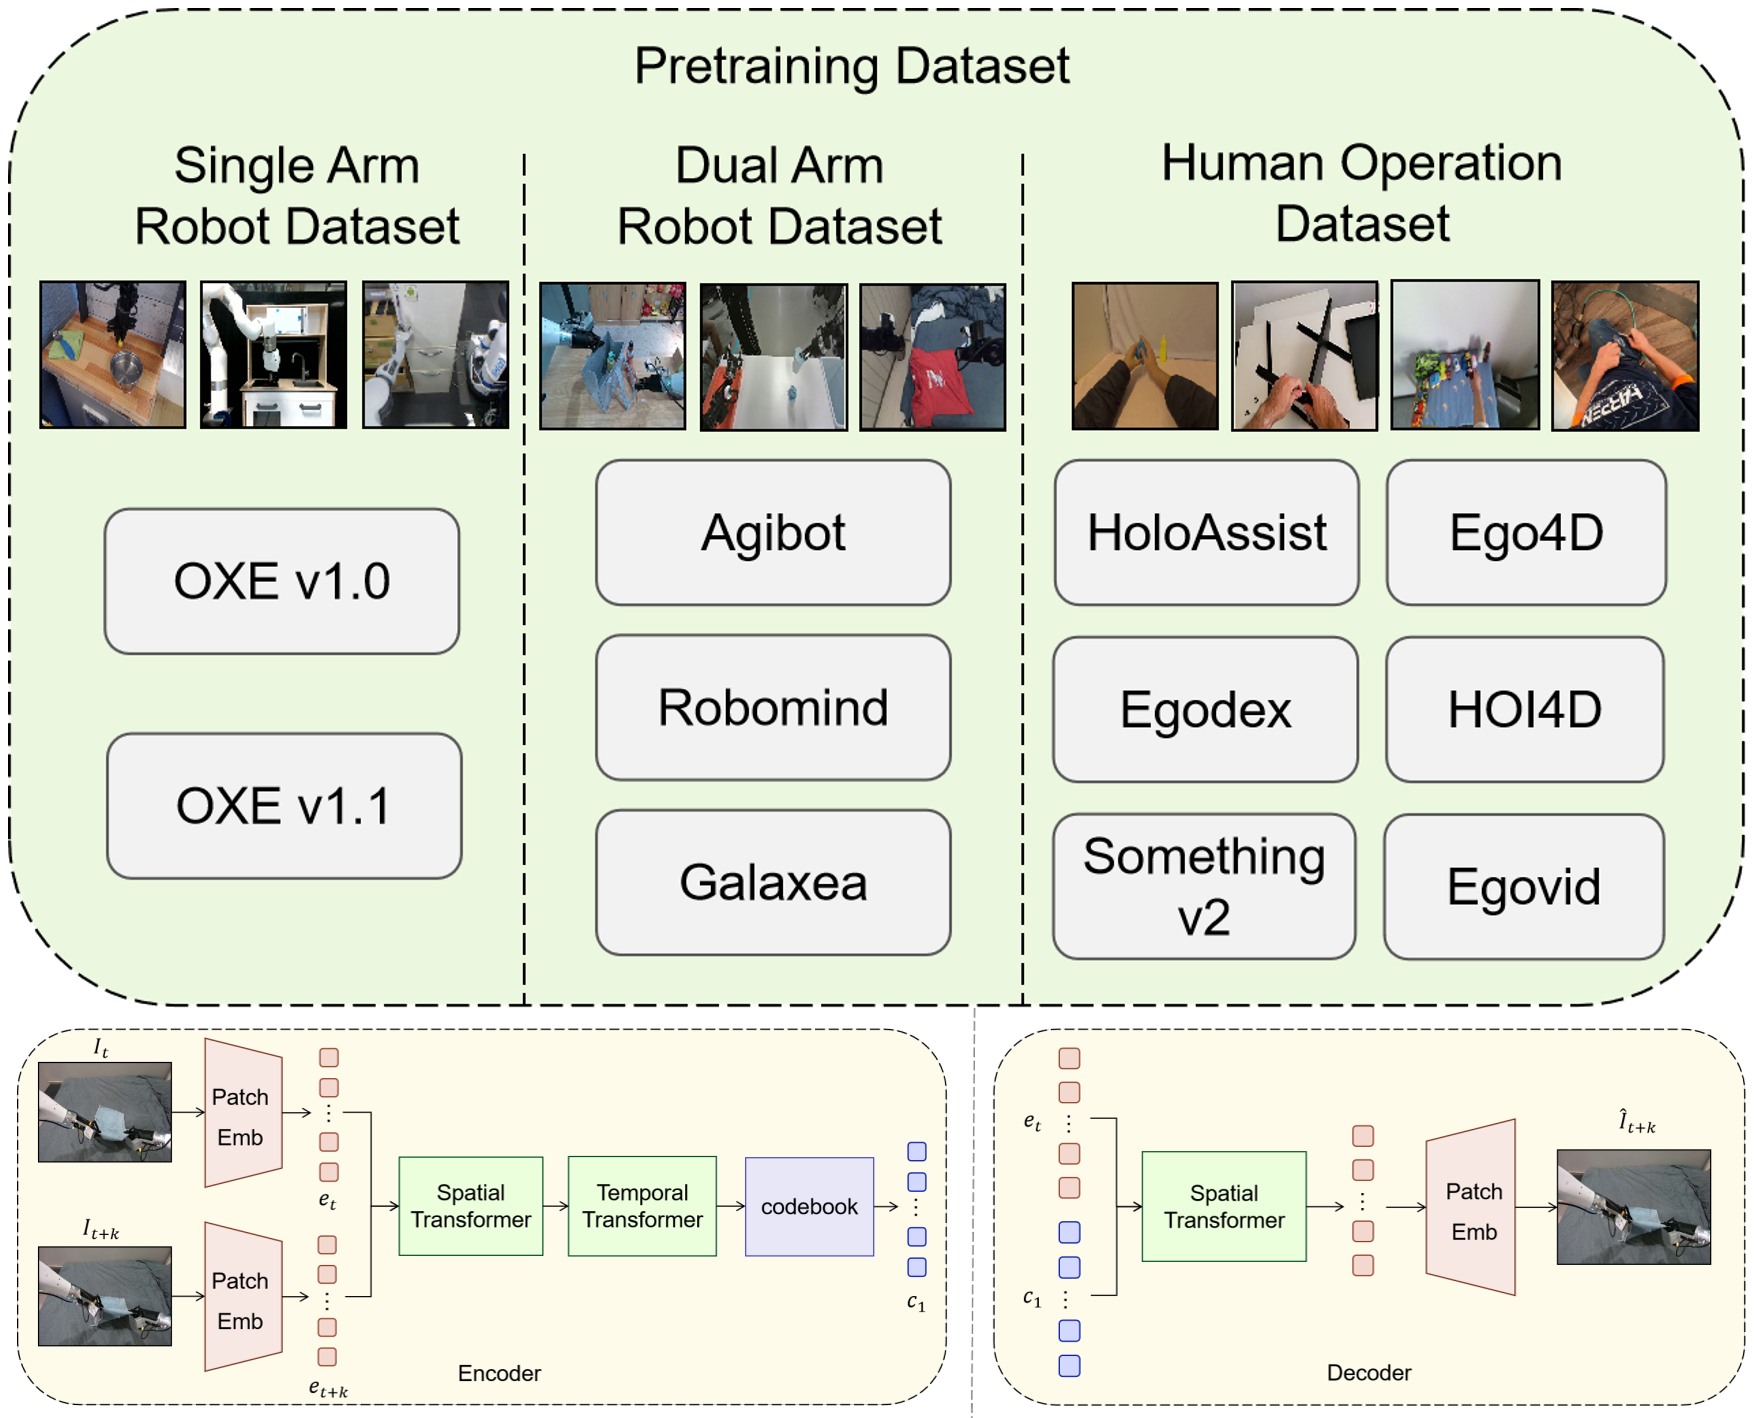 Pretraining Dataset
Single Arm
Robot Dataset
Dual Arm
Robot Dataset
Human Operation
Dataset
OXE v1.0
OXE v1.1
Agibot
Robomind
Galaxea
HoloAssist
Ego4D
Egodex
HOI4D
Something
v2
Egovid
I_t
Patch
Emb
e_t
I_{t+k}
Patch
Emb
e_{t+k}
Spatial
Transformer
Temporal
Transformer
codebook
c_1
Encoder
e_t
c_1
Spatial
Transformer
Patch
Emb
Î_{t+k}
Decoder